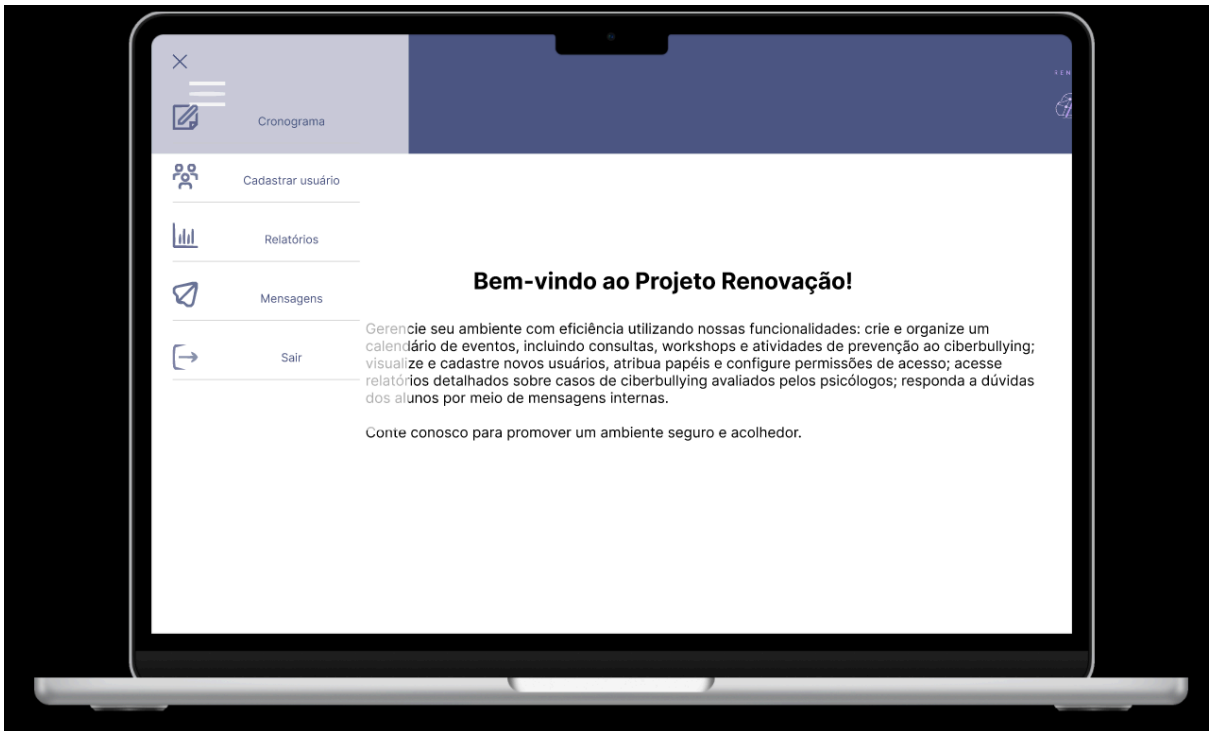 Cronograma
Cadastrar usuário
Relatórios
Mensagens
Sair
Bem-vindo ao Projeto Renovação!
Gerencie seu ambiente com eficiência utilizando nossas funcionalidades: crie e organize um
calendário de eventos, incluindo consultas, workshops e atividades de prevenção ao ciberbullying;
visualize e cadastre novos usuários, atribua papéis e configure permissões de acesso; acesse
relatórios detalhados sobre casos de ciberbullying avaliados pelos psicólogos; responda a dúvidas
dos alunos por meio de mensagens internas.
Conte conosco para promover um ambiente seguro e acolhedor.